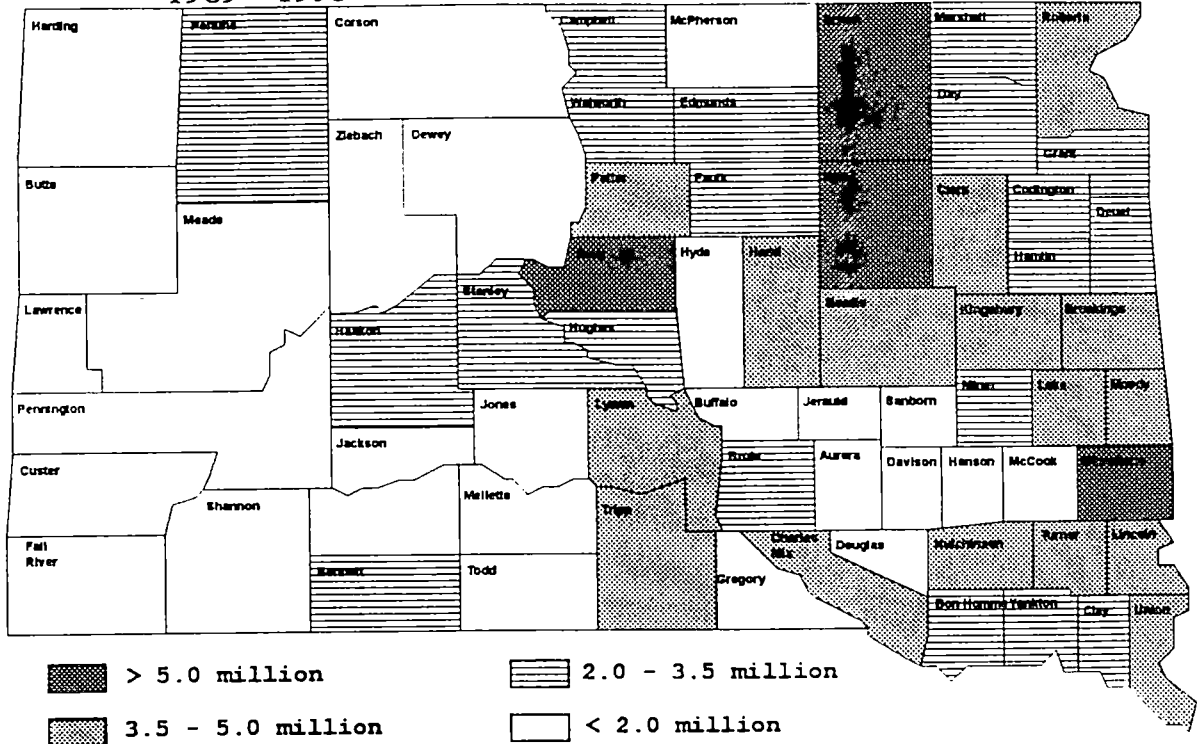 Harding
Perkins
Corson
Campbell
McPherson
Brown
Marshall
Roberts
Day
Walworth
Edmunds
Ziebach
Dewey
Grant
Butte
Potter
Faulk
Clark
Codington
Meade
Deuel
Hyde
Hand
Hamlin
Stanley
Lawrence
Beadle
Kingsbury
Brookings
Haakon
Hughes
Miner
Lake
Moody
Pennington
Jones
Lyman
Buffalo
Jerauld
Sanborn
Jackson
Custer
Brule
Aurora
Davison
Hanson
McCook
Mellette
Shannon
Tripp
Fall
River
Charles
Mix
Douglas
Hutchinson
Turner
Lincoln
Bennett
Todd
Gregory
Bon Homme
Yankton
Clay
Union
> 5.0 million
2.0 - 3.5 million
3.5 - 5.0 million
< 2.0 million